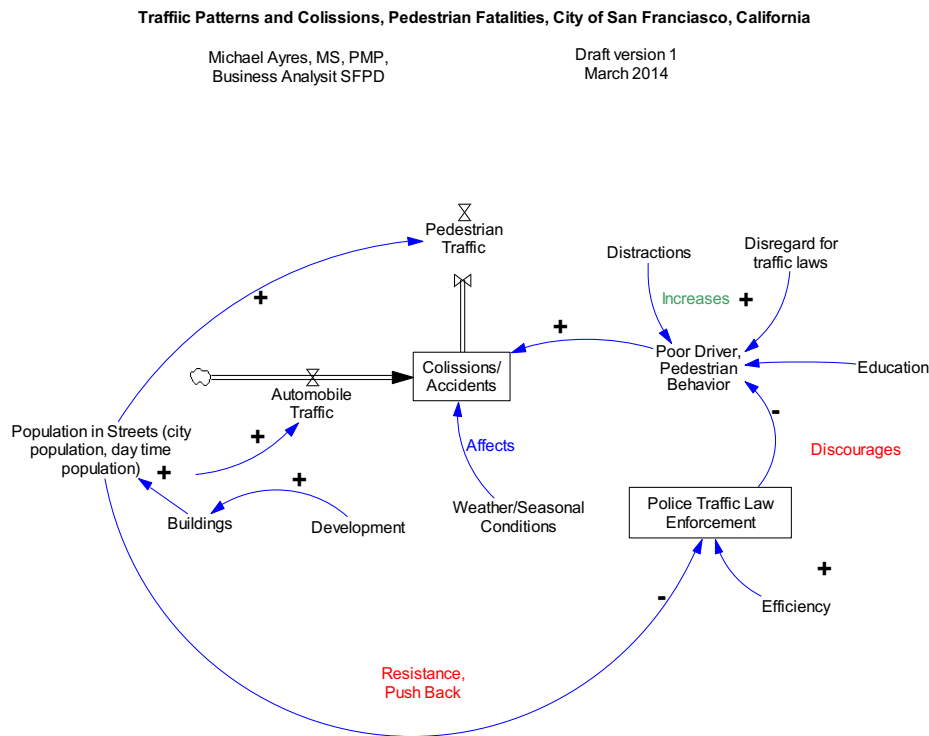 Traffiic Patterns and Colissions, Pedestrian Fatalities, City of San Franciasco, California
Michael Ayres, MS, PMP,
Business Analysit SFPD
Draft version 1
March 2014
Pedestrian
Traffic
Distractions
Disregard for
traffic laws
+
Increases +
+
Colissions/
Accidents
Poor Driver,
Pedestrian
Behavior
Education
Automobile
Traffic
-
Population in Streets (city
population, day time
population)
+
+
Affects
Discourages
+
Buildings
Development
Weather/Seasonal
Conditions
Police Traffic Law
Enforcement
+
-
Efficiency
Resistance,
Push Back